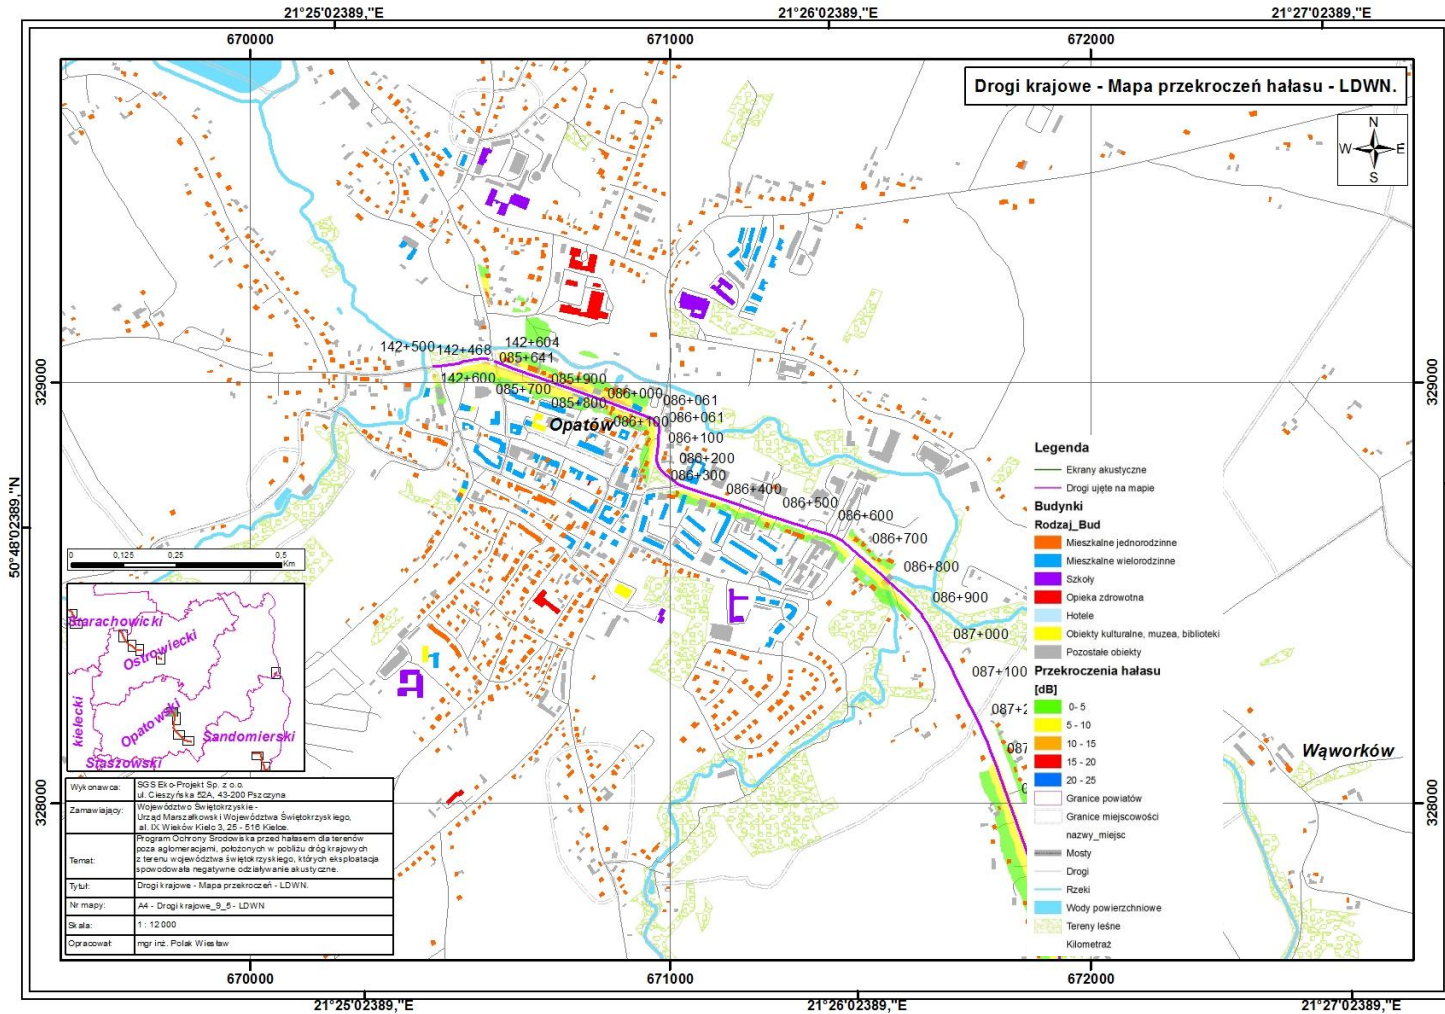 21°25'02389,"E
21°26'02389,"E
21°27'02389,"E
670000
671000
672000
Drogi krajowe - Mapa przekroczeń hałasu - LDWN.
N
W
E
S
329000
329000
50°48'02389,"N
328000
328000
142+500
142+468
142+604
085+641
142+600
085+700
085+900
085+800
086+000
086+061
086+100
086+061
Opatów
086+100
086+200
086+300
086+400
086+500
086+600
086+700
086+800
086+900
087+000
087+100
087+2
087
0
Wąworków
Legenda
Ekrany akustyczne
Drogi ujęte na mapie
Budynki
Rodzaj_Bud
Mieszkalne jednorodzinne
Mieszkalne wielorodzinne
Szkoły
Opieka zdrowotna
Hotele
Obiekty kulturalne, muzea, biblioteki
Pozostałe obiekty
Przekroczenia hałasu
[dB]
0- 5
5 - 10
10 - 15
15 - 20
20 - 25
Granice powiatów
Granice miejscowości
nazwy_miejsc
Mosty
Drogi
Rzeki
Wody powierzchniowe
Tereny leśne
Kilometraż
0 0,125 0,25 0,5
Km
Starachowicki
Ostrowiecki
kielecki
Opatowski
Sandomierski
Staszowski
Wykonawca: SGS Eko-Projekt Sp. z o.o.
ul. Cieszyńska 52A, 43-200 Pszczyna
Zamawiający: Województwo Świętokrzyskie -
Urząd Marszałkowski Województwa Świętokrzyskiego,
al. IX Wieków Kielc 3, 25 - 516 Kielce.
Temat: Program Ochrony Środowiska przed hałasem dla terenów
poza aglomeracjami, położonych w pobliżu dróg krajowych
z terenu województwa świętokrzyskiego, których eksploatacja
spowodowała negatywne oddziaływanie akustyczne.
Tytuł: Drogi krajowe - Mapa przekroczeń - LDWN.
Nr mapy: A4 - Drogi krajowe_9_5 - LDWN
Skala: 1 : 12 000
Opracował: mgr inż. Polak Wiesław
670000
671000
672000
21°25'02389,"E
21°26'02389,"E
21°27'02389,"E